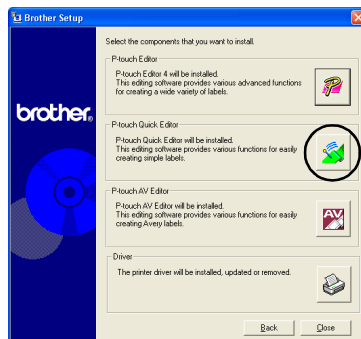 Brother Setup
Select the components that you want to install.
P-touch Editor
P-touch Editor 4 will be installed.
This editing software provides various advanced functions
for creating a wide variety of labels.
brother.
P-touch Quick Editor
P-touch Quick Editor will be installed.
This editing software provides various functions for easily
creating simple labels.
P-touch AV Editor
P-touch AV Editor will be installed.
This editing software provides various functions for easily
creating Avery labels.
AV
Driver
The printer driver will be installed, updated or removed.
Back
Close